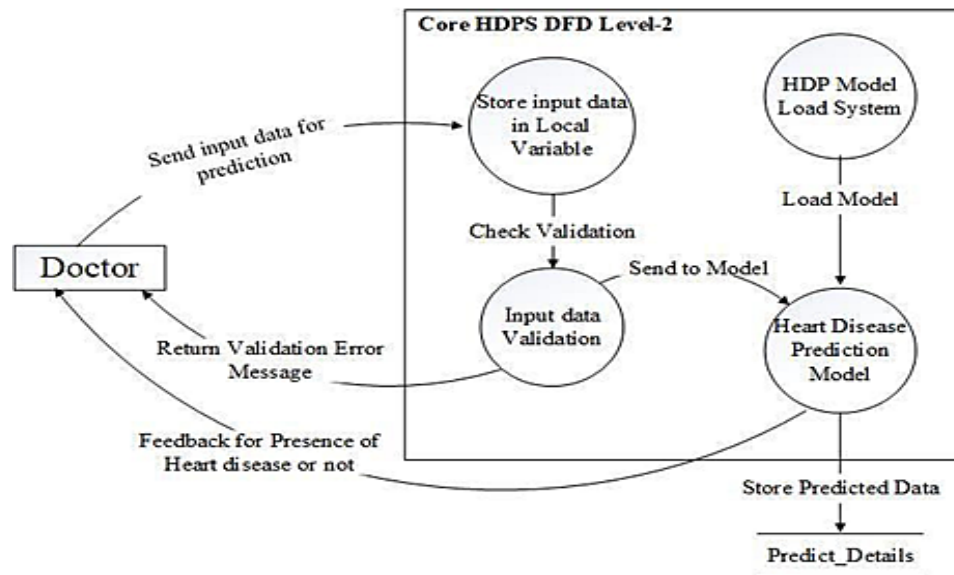 Core HDPS DFD Level-2
Store input data
in Local
Variable
HDP Model
Load System
Send input data for
prediction
Load Model
Check Validation
Doctor
Send to Model
Input data
Validation
Heart Disease
Prediction
Model
Return Validation Error
Message
Feedback for Presence of
Heart disease or not
Store Predicted Data
Predict_Details